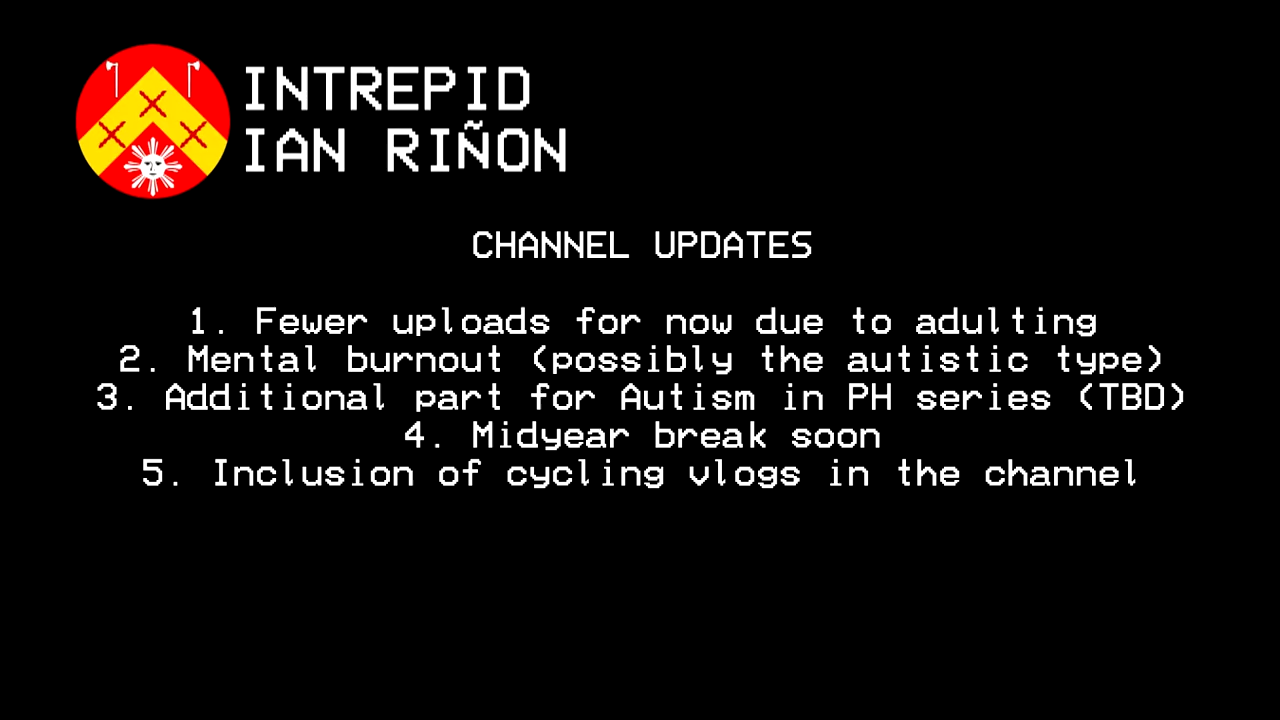 INTREPID
IAN RIÑON
CHANNEL UPDATES
1. Fewer uploads for now due to adulting
2. Mental burnout (possibly the autistic type)
3. Additional part for Autism in PH series (TBD)
4. Midyear break soon
5. Inclusion of cycling vlogs in the channel